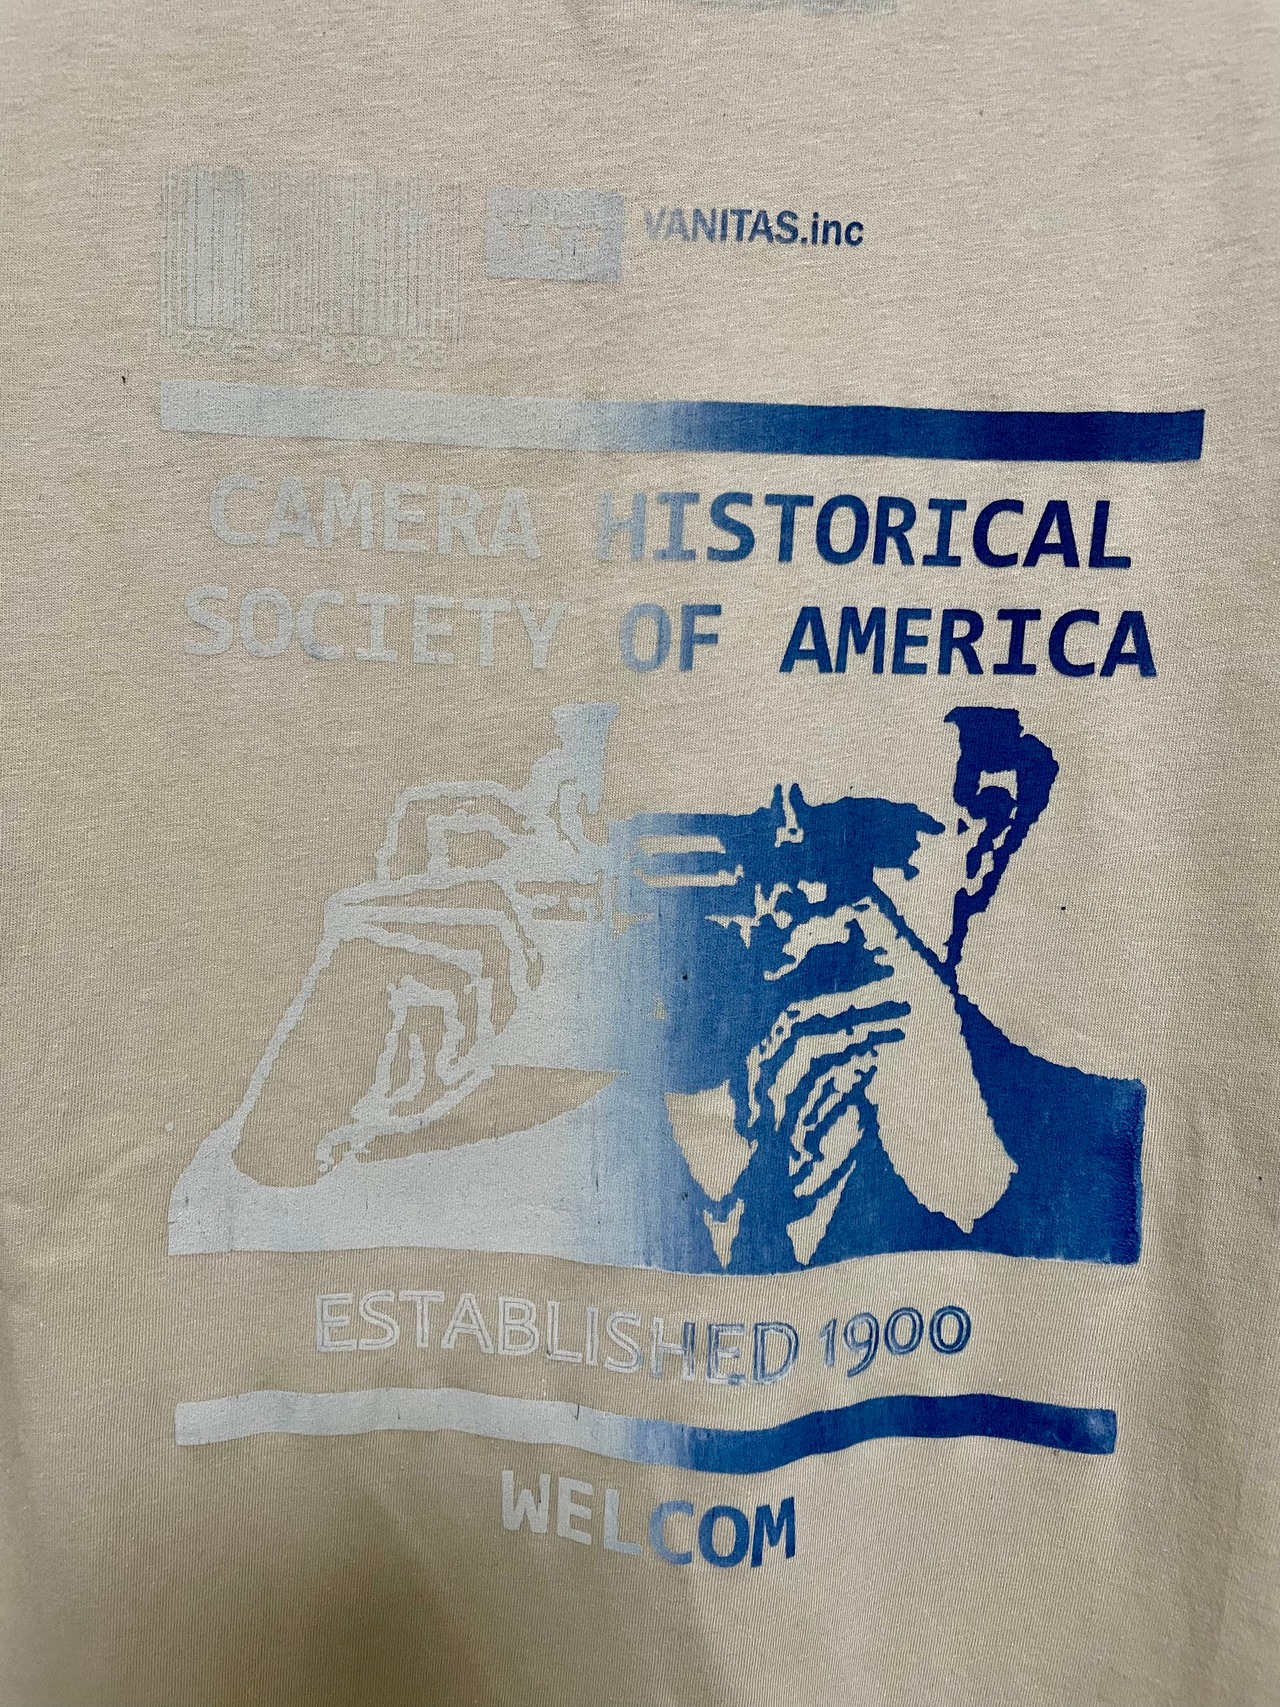 VANITAS.inc
CAMERA HISTORICAL
SOCIETY OF AMERICA
ESTABLISHED 1900
WELCOM